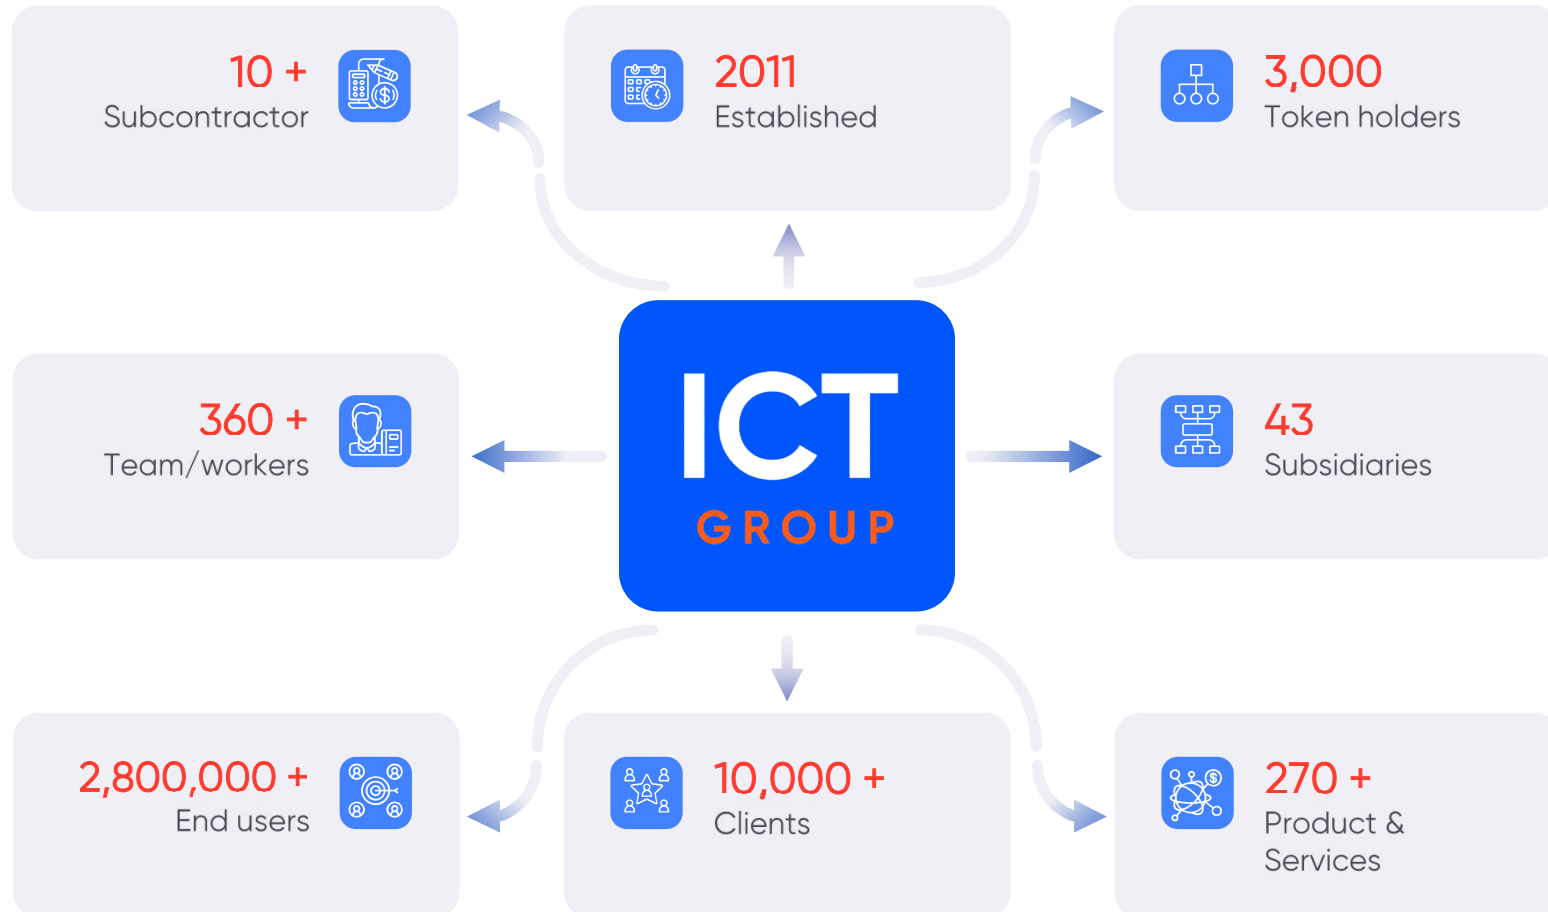 10 +
Subcontractor
2011
Established
3,000
Token holders
360 +
Team/workers
ICT
GROUP
43
Subsidiaries
2,800,000 +
End users
10,000 +
Clients
270 +
Product &
Services